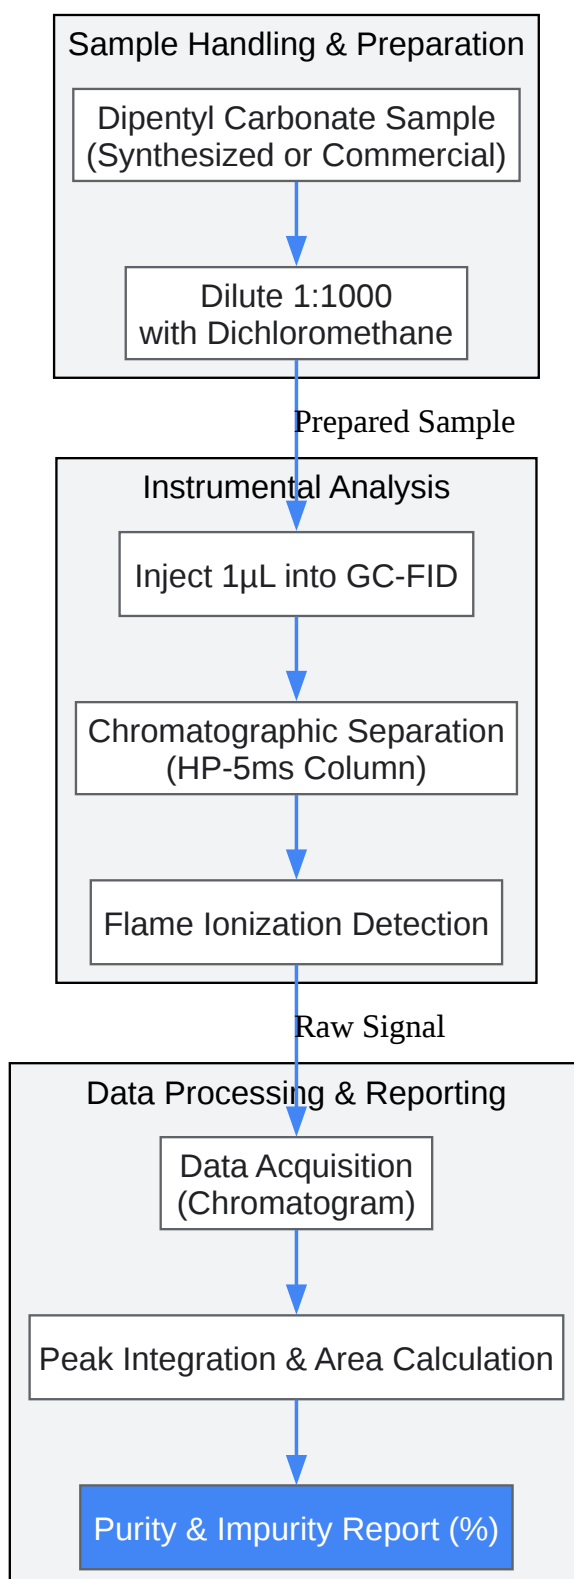 Sample Handling & Preparation
Dipentyl Carbonate Sample
(Synthesized or Commercial)
Dilute 1:1000
with Dichloromethane
Prepared Sample
Instrumental Analysis
Inject 1µL into GC-FID
Chromatographic Separation
(HP-5ms Column)
Flame Ionization Detection
Raw Signal
Data Processing & Reporting
Data Acquisition
(Chromatogram)
Peak Integration & Area Calculation
Purity & Impurity Report (%)